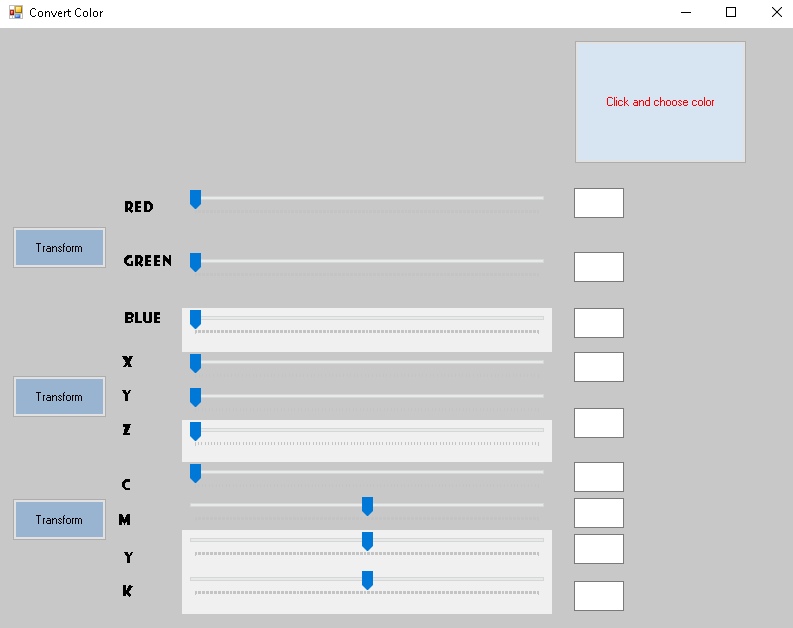 Convert Color
Click and choose color
RED
Transform
GREEN
BLUE
X
Transform
Y
Z
C
Transform
M
Y
K